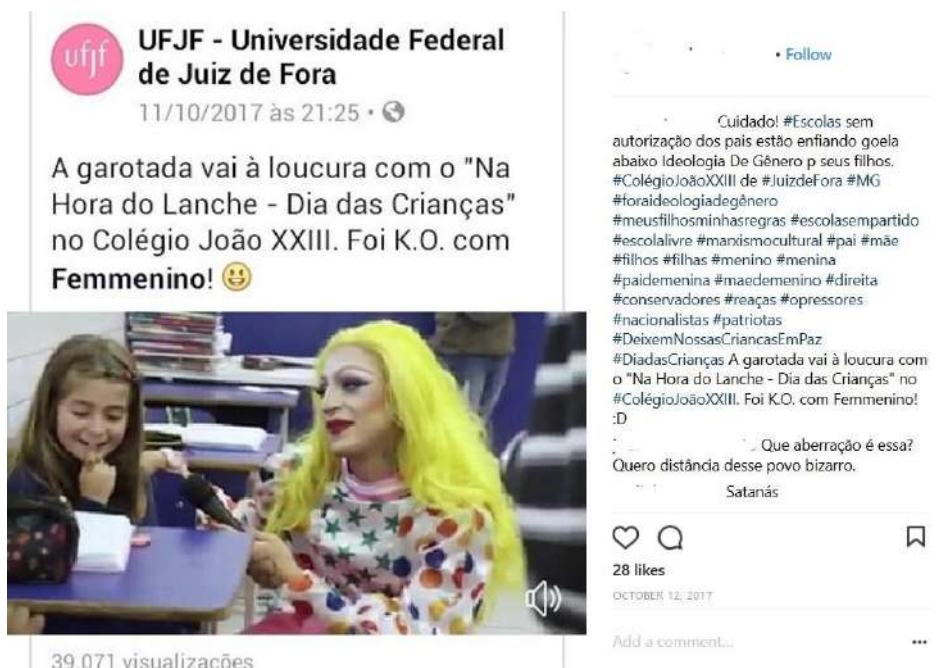 ufjf
UFJF - Universidade Federal
de Juiz de Fora
11/10/2017 às 21:25 •
A garotada vai à loucura com o "Na
Hora do Lanche - Dia das Crianças"
no Colégio João XXIII. Foi K.O. com
Femmenino!
39.071 visualizações
• Follow
Cuidado! #Escolas sem
autorização dos pais estão enfiando goela
abaixo Ideologia De Gênero p seus filhos.
#ColégioJoãoXXIII de #JuizdeFora #MG
#foraideologiadegênero
#meusfilhosminhasregras #escolasempartido
#escolalivre #marxismocultural #pai #mãe
#filhos #filhas #menino #menina
#paidemenina #maedemenino #direita
#conservadores #reaças #opressores
#nacionalistas #patriotas
#DeixemNossasCriancasEmPaz
#DiadasCrianças A garotada vai à loucura com
o "Na Hora do Lanche - Dia das Crianças" no
#ColégioJoãoXXIII. Foi K.O. com Femmenino!
:D
Que aberração é essa?
Quero distância desse povo bizarro.
Satanás
28 likes
OCTOBER 12, 2017
Add a comment...